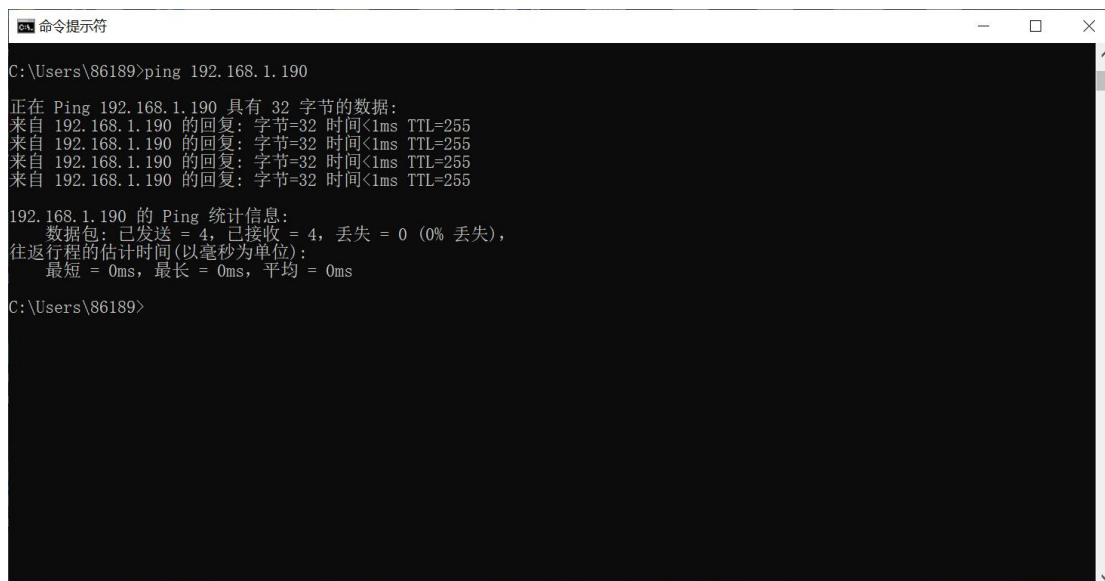 命令提示符
C:\Users\86189>ping 192.168.1.190
正在 Ping 192.168.1.190 具有 32 字节的数据:
来自 192.168.1.190 的回复: 字节=32 时间<1ms TTL=255
来自 192.168.1.190 的回复: 字节=32 时间<1ms TTL=255
来自 192.168.1.190 的回复: 字节=32 时间<1ms TTL=255
来自 192.168.1.190 的回复: 字节=32 时间<1ms TTL=255
192.168.1.190 的 Ping 统计信息:
    数据包: 已发送 = 4，已接收 = 4，丢失 = 0 (0% 丢失)，
往返行程的估计时间(以毫秒为单位):
    最短 = 0ms，最长 = 0ms，平均 = 0ms
C:\Users\86189>